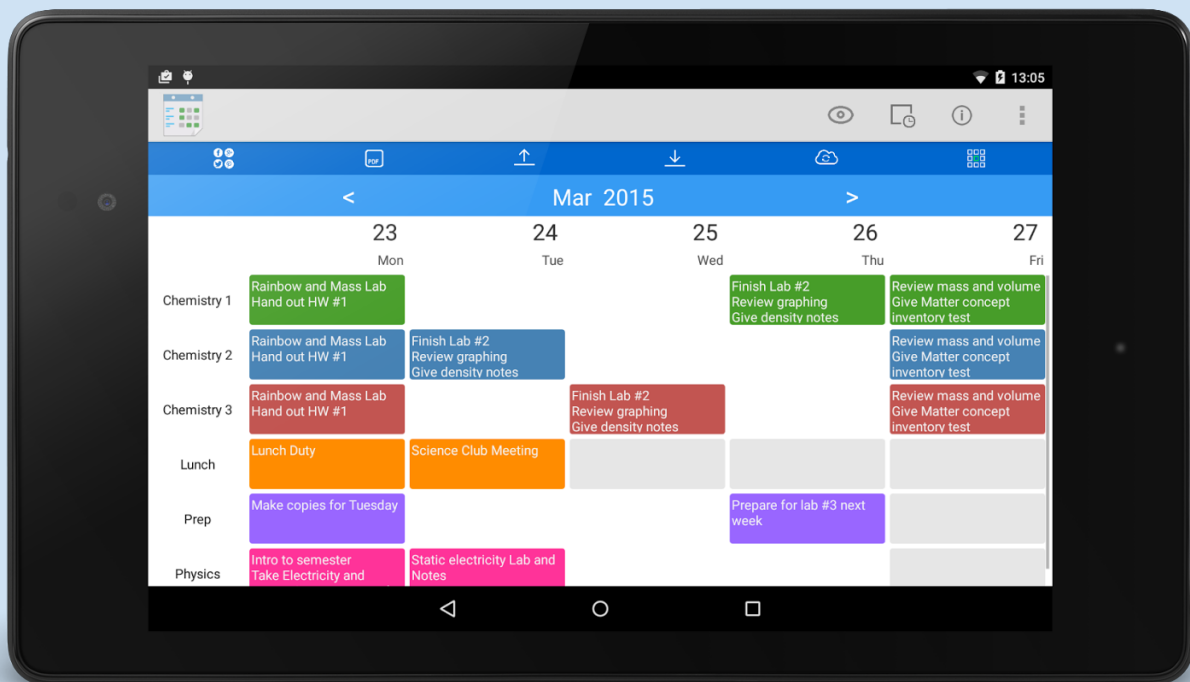 13:05
PDF
< Mar 2015 >
23 24 25 26 27
Mon Tue Wed Thu Fri
Chemistry 1
Rainbow and Mass Lab
Hand out HW #1
Finish Lab #2
Review graphing
Give density notes
Review mass and volume
Give Matter concept
inventory test
Chemistry 2
Rainbow and Mass Lab
Hand out HW #1
Finish Lab #2
Review graphing
Give density notes
Review mass and volume
Give Matter concept
inventory test
Chemistry 3
Rainbow and Mass Lab
Hand out HW #1
Finish Lab #2
Review graphing
Give density notes
Review mass and volume
Give Matter concept
inventory test
Lunch
Lunch Duty
Science Club Meeting
Prep
Make copies for Tuesday
Prepare for lab #3 next
week
Physics
Intro to semester
Take Electricity and
Static electricity Lab and
Notes